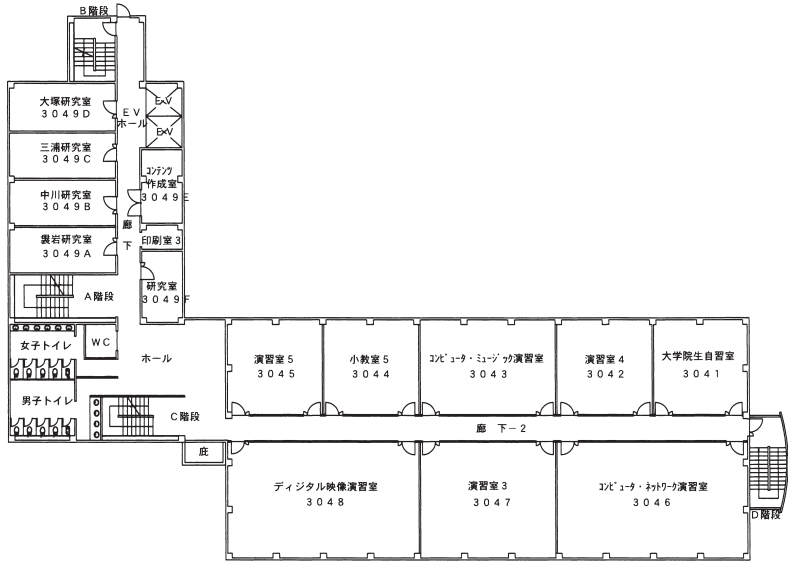 B階段
大塚研究室
3049D
EV
ホール
EV
EV
三浦研究室
3049C
コンテンツ
作成室
3049E
中川研究室
3049B
廊
下
印刷室3
3049A
研究室
3049F
A階段
女子トイレ
WC
ホール
男子トイレ
C階段
庇
演習室5
3045
小教室5
3044
コンピュータ・ミュージック演習室
3043
演習室4
3042
大学院生自習室
3041
廊 下-2
ディジタル映像演習室
3048
演習室3
3047
コンピュータ・ネットワーク演習室
3046
D階段